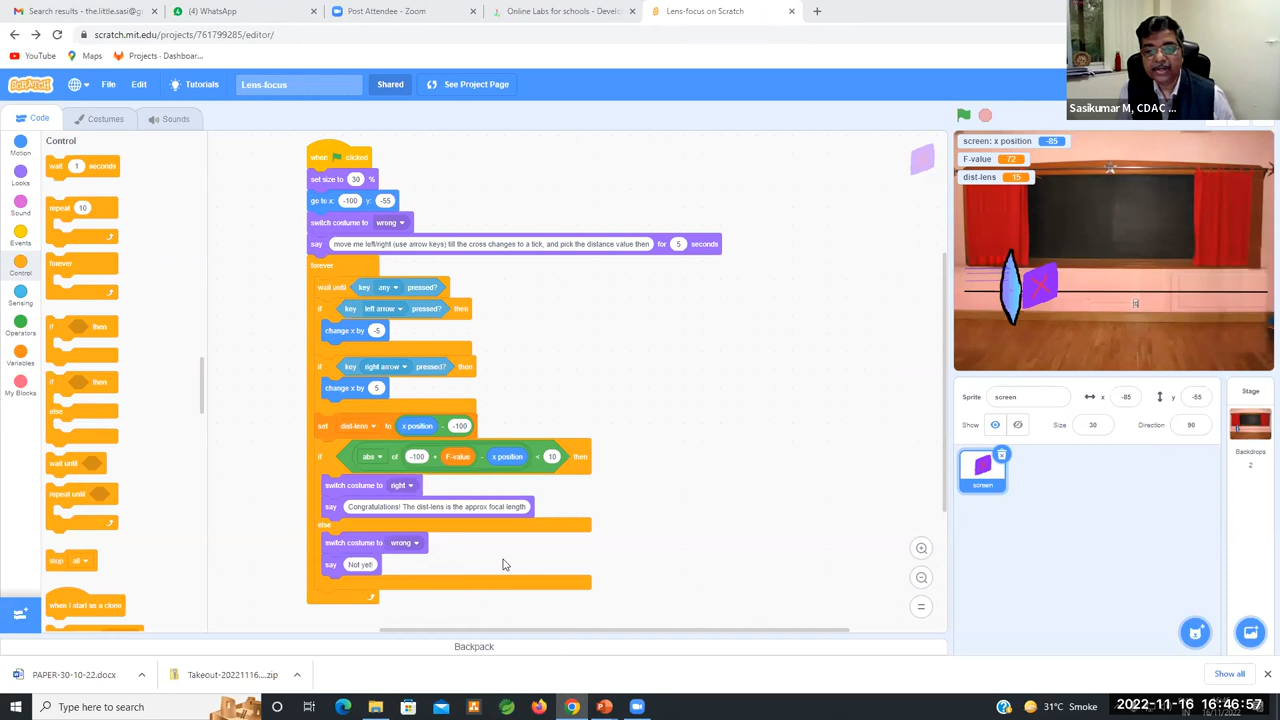 Search results - the.little.sasi@g
(4) WhatsApp
Post Attendee - Zoom
Online Labs for schools - Develo
Lens-focus on Scratch
scratch.mit.edu/projects/761799285/editor/
YouTube
Maps
Projects · Dashboar...
SCRATCH
File
Edit
Tutorials
Lens-focus
Shared
See Project Page
Sasikumar M, CDAC ...
Code
Costumes
Sounds
Motion
Looks
Sound
Events
Control
Sensing
Operators
Variables
My Blocks
Control
wait 1 seconds
repeat 10
forever
if then
if then
else
wait until
repeat until
stop all
when I start as a clone
when clicked
set size to 30 %
go to x: -100 y: -55
switch costume to wrong
say move me left/right (use arrow keys) till the cross changes to a tick, and pick the distance value then for 5 seconds
forever
wait until key any pressed?
if key left arrow pressed? then
change x by -5
if key right arrow pressed? then
change x by 5
set dist-lens to x position - -100
if abs of -100 + F-value - x position < 10 then
switch costume to right
say Congratulations! The dist-lens is the approx focal length
else
switch costume to wrong
say Not yet!
screen: x position -85
F-value 72
dist-lens 15
Sprite screen x -85 y -55
Show Size 30 Direction 90
screen
Stage
Backdrops
2
Backpack
PAPER-30-10-22.docx
Takeout-20221116....zip
Show all
Type here to search
31°C Smoke
2022-11-16 16:46:57